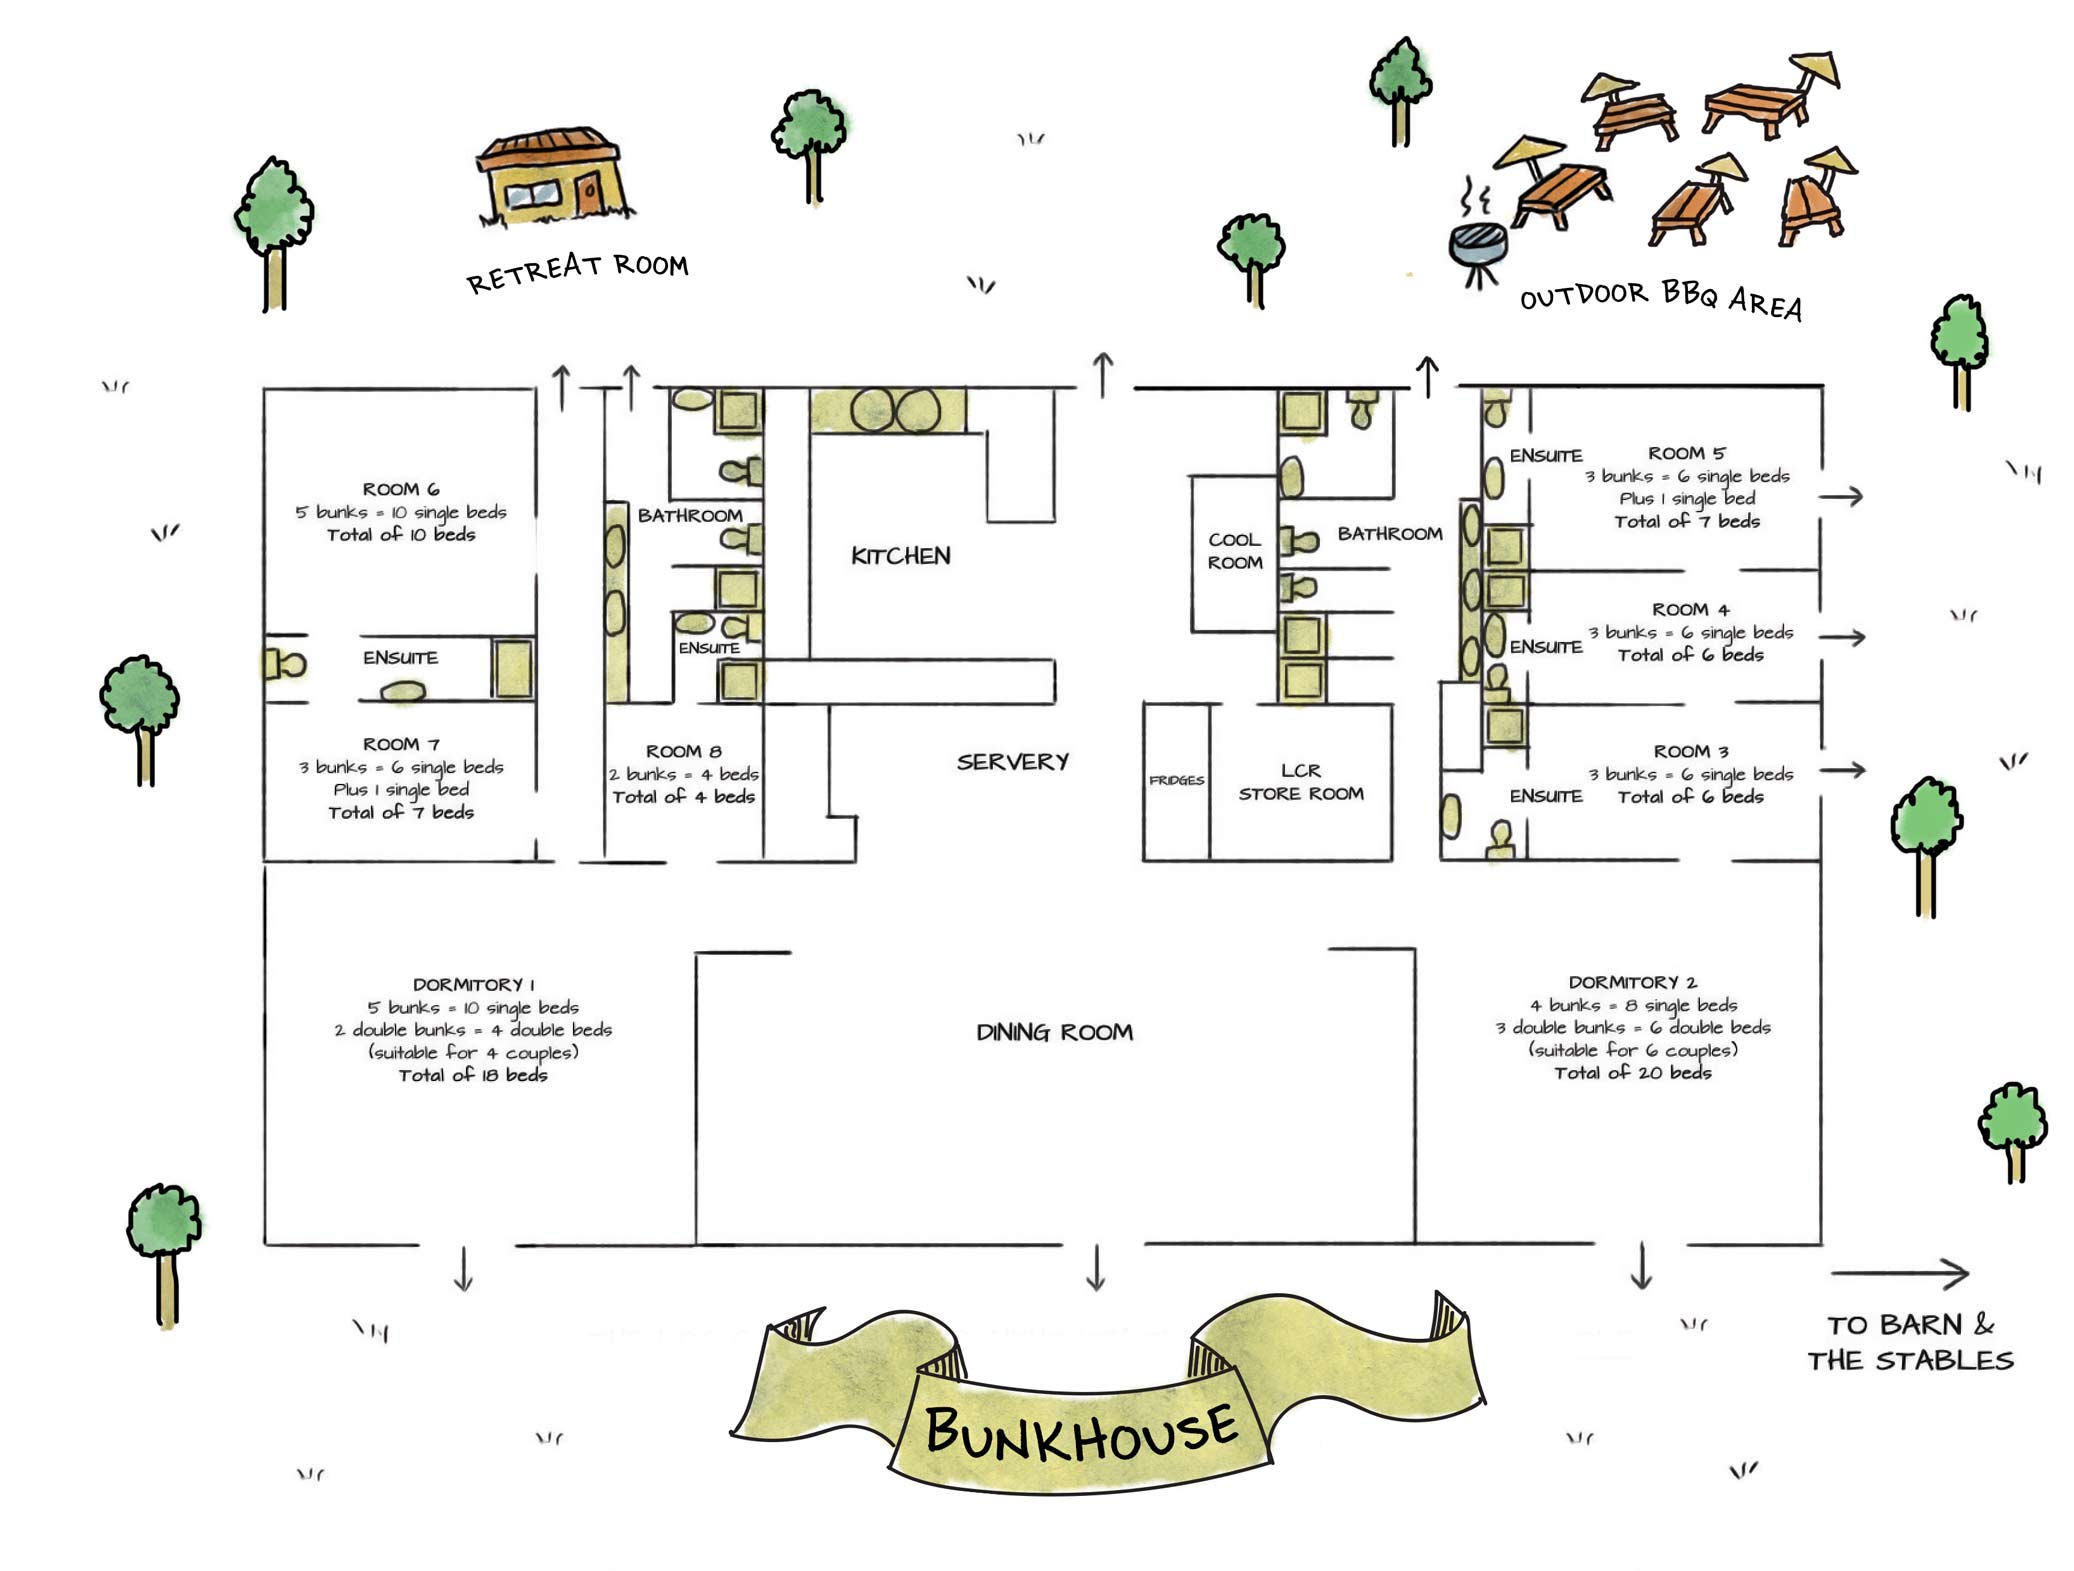 RETREAT ROOM
OUTDOOR BBQ AREA
ROOM 6
5 bunks = 10 single beds
Total of 10 beds
ENSUITE
ROOM 7
3 bunks = 6 single beds
Plus 1 single bed
Total of 7 beds
BATHROOM
ENSUITE
ROOM 8
2 bunks = 4 beds
Total of 4 beds
KITCHEN
SERVERY
COOL
ROOM
FRIDGES
LCR
STORE ROOM
BATHROOM
ENSUITE
ROOM 5
3 bunks = 6 single beds
Plus 1 single bed
Total of 7 beds
ENSUITE
ROOM 4
3 bunks = 6 single beds
Total of 6 beds
ENSUITE
ROOM 3
3 bunks = 6 single beds
Total of 6 beds
DORMITORY 1
5 bunks = 10 single beds
2 double bunks = 4 double beds
(suitable for 4 couples)
Total of 18 beds
DINING ROOM
DORMITORY 2
4 bunks = 8 single beds
3 double bunks = 6 double beds
(suitable for 6 couples)
Total of 20 beds
TO BARN &
THE STABLES
BUNKHOUSE